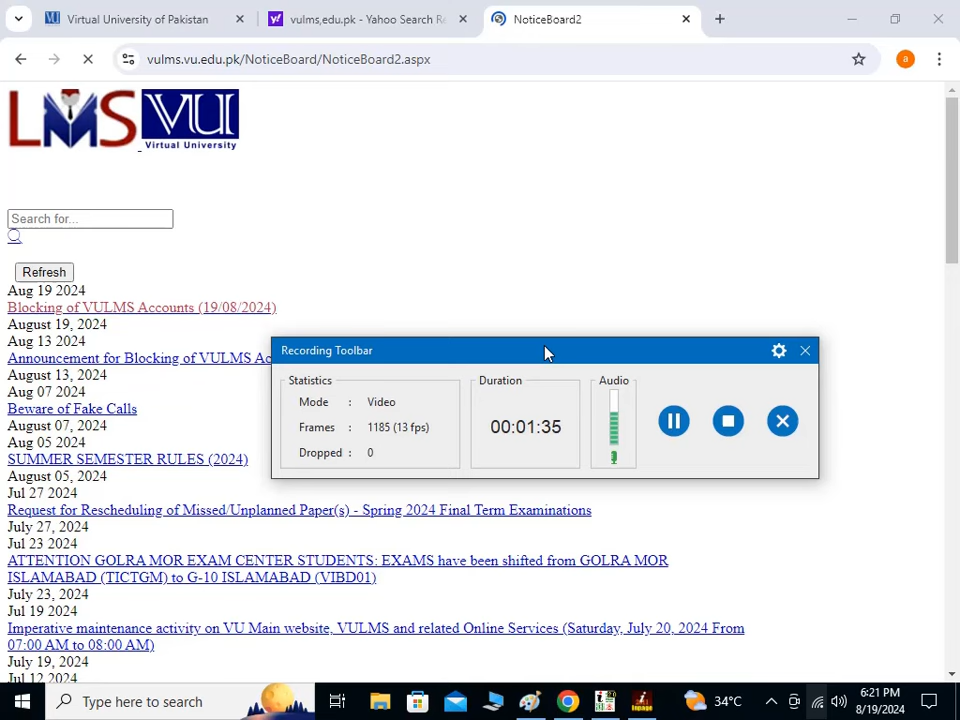 Virtual University of Pakistan
vulms,edu.pk - Yahoo Search Re
NoticeBoard2
vulms.vu.edu.pk/NoticeBoard/NoticeBoard2.aspx
a
LMS VU
Virtual University
Search for...
Refresh
Aug 19 2024
Blocking of VULMS Accounts (19/08/2024)
August 19, 2024
Aug 13 2024
Announcement for Blocking of VULMS Ac
August 13, 2024
Aug 07 2024
Beware of Fake Calls
August 07, 2024
Aug 05 2024
SUMMER SEMESTER RULES (2024)
August 05, 2024
Jul 27 2024
Request for Rescheduling of Missed/Unplanned Paper(s) - Spring 2024 Final Term Examinations
July 27, 2024
Jul 23 2024
ATTENTION GOLRA MOR EXAM CENTER STUDENTS: EXAMS have been shifted from GOLRA MOR
ISLAMABAD (TICTGM) to G-10 ISLAMABAD (VIBD01)
July 23, 2024
Jul 19 2024
Imperative maintenance activity on VU Main website, VULMS and related Online Services (Saturday, July 20, 2024 From
07:00 AM to 08:00 AM)
July 19, 2024
Jul 12 2024
Recording Toolbar
Statistics
Mode : Video
Frames : 1185 (13 fps)
Dropped : 0
Duration
00:01:35
Audio
Type here to search
34°C
6:21 PM
8/19/2024